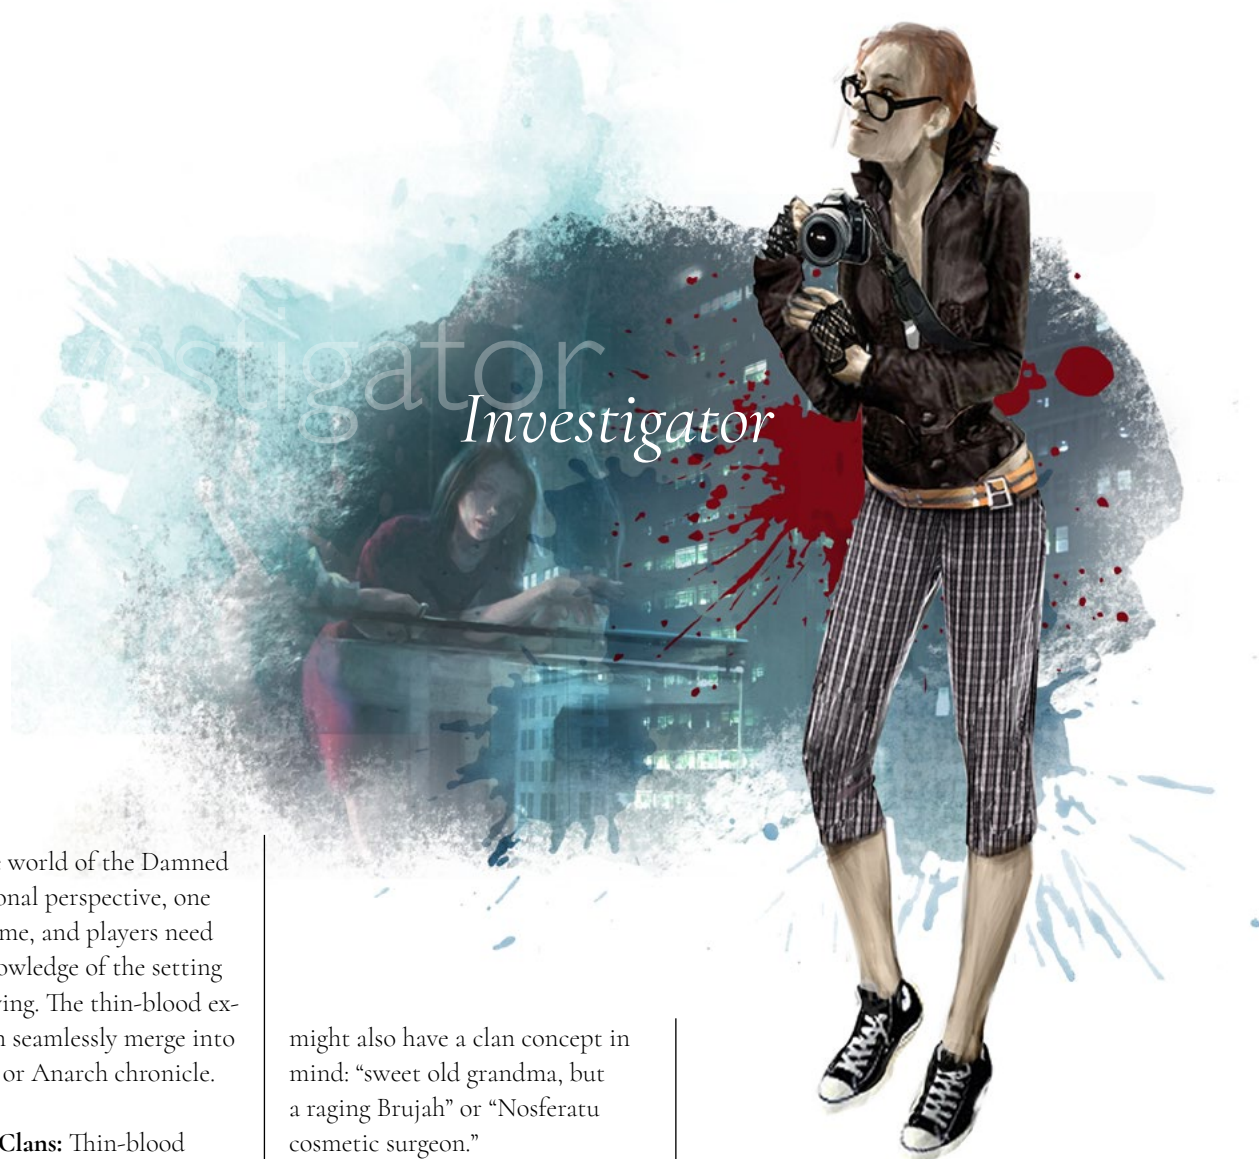 stigator
Investigator
world of the Damned
onal perspective, one
me, and players need
owledge of the setting
ving. The thin-blood ex-
n seamlessly merge into
or Anarch chronicle.
Clans: Thin-blood
might also have a clan concept in
mind: “sweet old grandma, but
a raging Brujah” or “Nosferatu
cosmetic surgeon.”